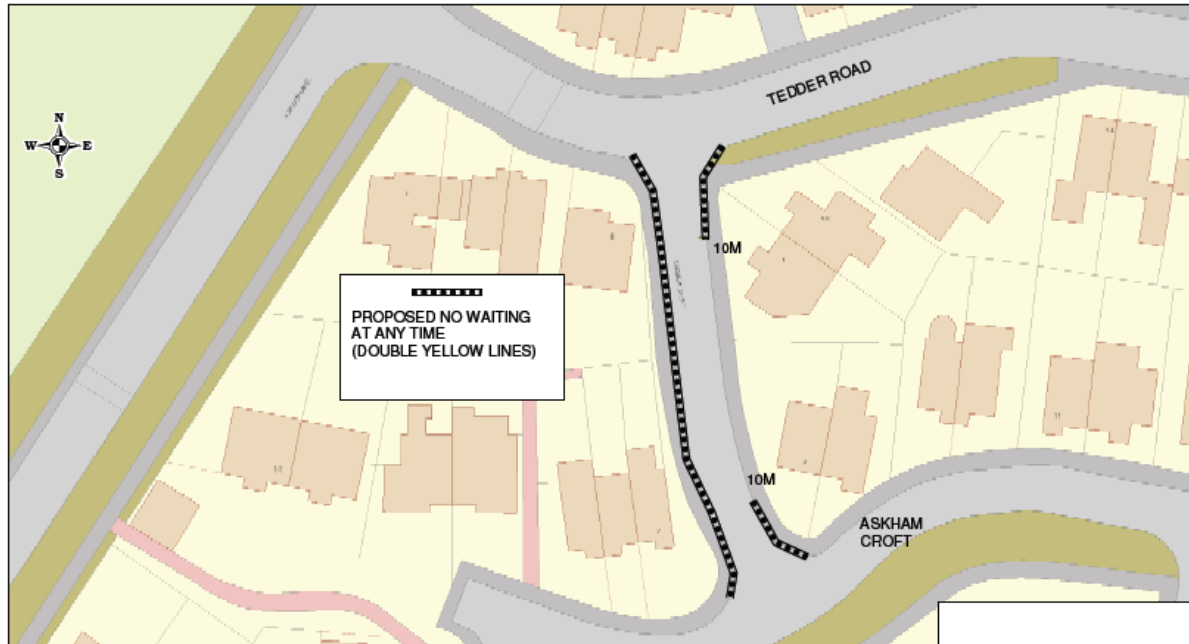 TEDDER ROAD
N
W E
S
10M
PROPOSED NO WAITING
AT ANY TIME
(DOUBLE YELLOW LINES)
10M
ASKHAM
CROFT